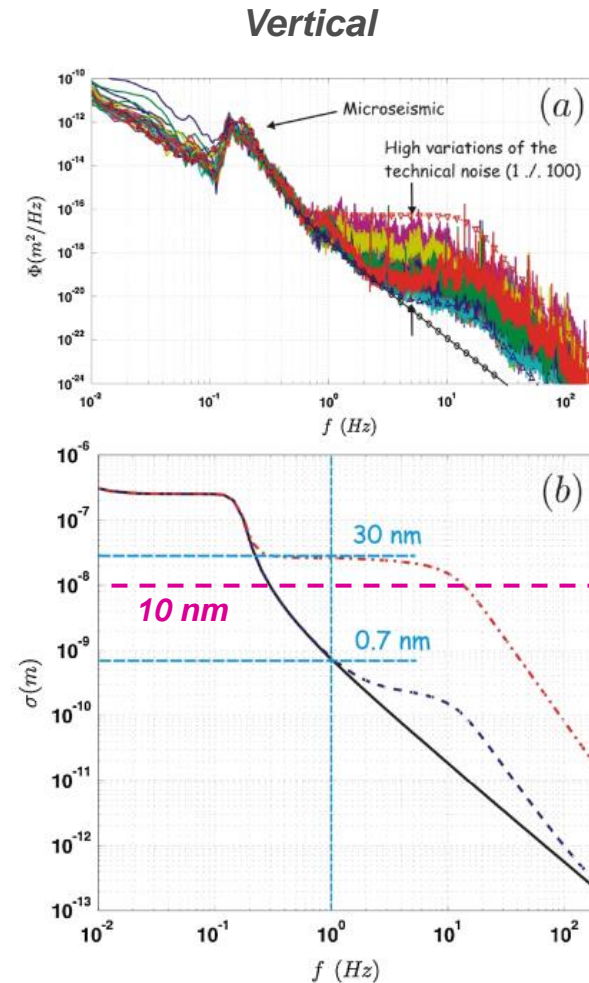 Vertical
(a)
Microseismic
High variations of the
technical noise (1 ./. 100)
Φ(m²/Hz)
10⁻¹⁰
10⁻¹²
10⁻¹⁴
10⁻¹⁶
10⁻¹⁸
10⁻²⁰
10⁻²²
10⁻²⁴
10⁻² 10⁻¹ 10⁰ 10¹ 10²
f (Hz)
(b)
σ(m)
10⁻⁶
10⁻⁷
30 nm
10⁻⁸
10 nm
0.7 nm
10⁻⁹
10⁻¹⁰
10⁻¹¹
10⁻¹²
10⁻¹³
10⁻² 10⁻¹ 10⁰ 10¹ 10²
f (Hz)